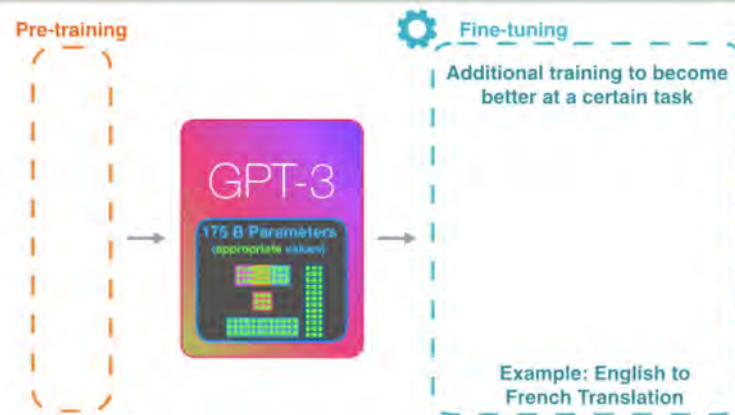 Pre-training
Fine-tuning
Additional training to become
better at a certain task
GPT-3
175 B Parameters
(appropriate values)
Example: English to
French Translation